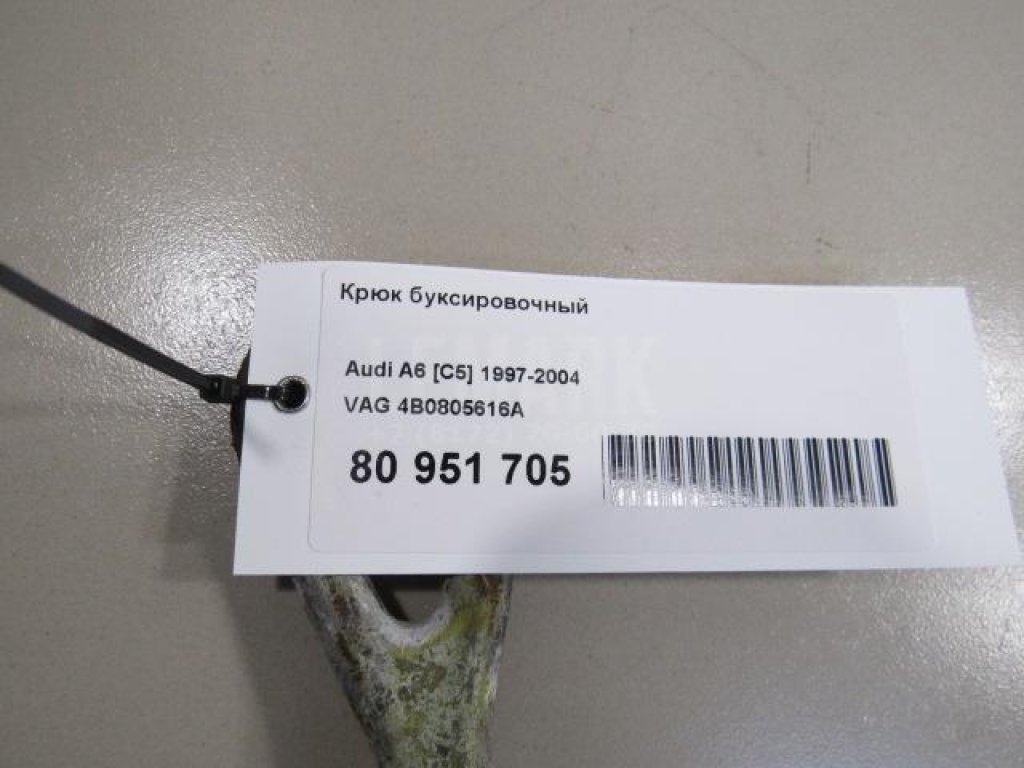 Крюк буксировочный
Audi A6 [C5] 1997-2004
VAG 4B0805616A
80 951 705